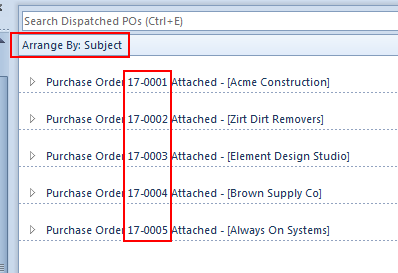 Search Dispatched POs (Ctrl+E)
Arrange By: Subject
Purchase Order 17-0001 Attached - [Acme Construction]
Purchase Order 17-0002 Attached - [Zirt Dirt Removers]
Purchase Order 17-0003 Attached - [Element Design Studio]
Purchase Order 17-0004 Attached - [Brown Supply Co]
Purchase Order 17-0005 Attached - [Always On Systems]